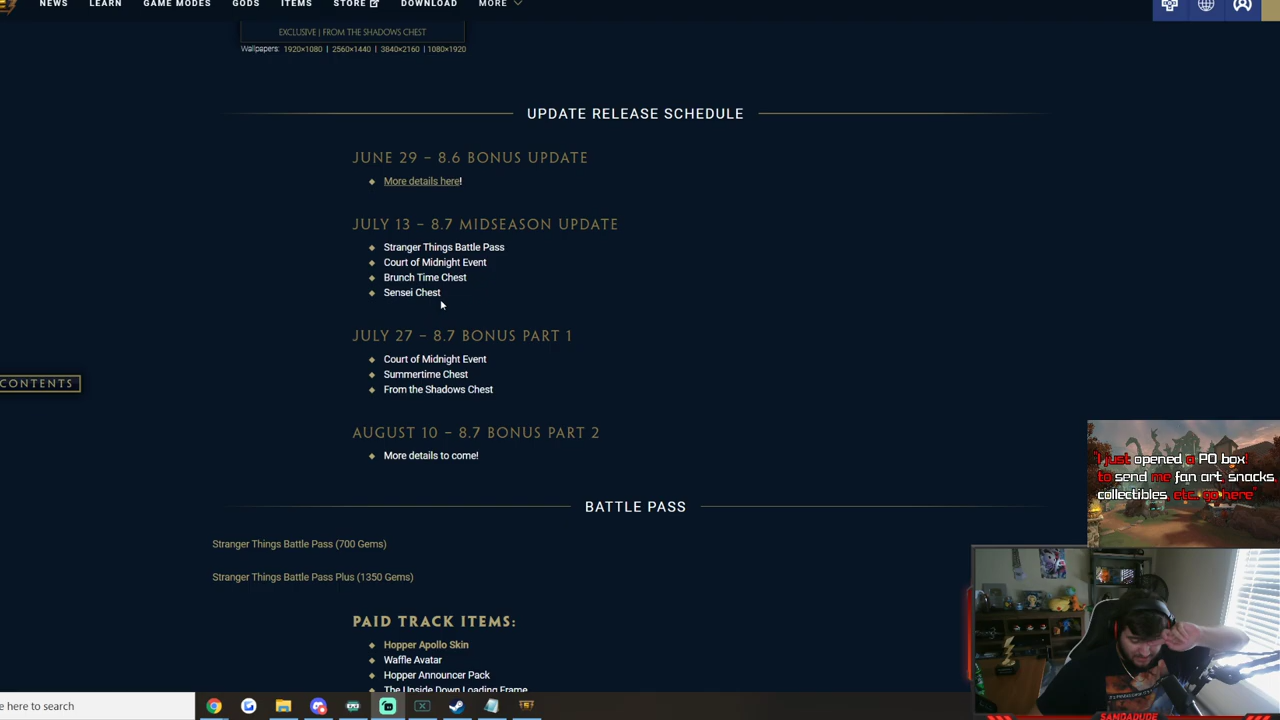 NEWS LEARN GAME MODES GODS ITEMS STORE DOWNLOAD MORE
EXCLUSIVE | FROM THE SHADOWS CHEST
Wallpapers: 1920×1080 | 2560×1440 | 3840×2160 | 1080×1920
UPDATE RELEASE SCHEDULE
JUNE 29 – 8.6 BONUS UPDATE
More details here!
JULY 13 – 8.7 MIDSEASON UPDATE
Stranger Things Battle Pass
Court of Midnight Event
Brunch Time Chest
Sensei Chest
JULY 27 – 8.7 BONUS PART 1
Court of Midnight Event
Summertime Chest
From the Shadows Chest
CONTENTS
AUGUST 10 – 8.7 BONUS PART 2
More details to come!
"I just opened a PO box!
to send me fan art, snacks,
collectibles, etc. go here"
BATTLE PASS
Stranger Things Battle Pass (700 Gems)
Stranger Things Battle Pass Plus (1350 Gems)
PAID TRACK ITEMS:
Hopper Apollo Skin
Waffle Avatar
Hopper Announcer Pack
The Upside Down Loading Frame
e here to search
SANGADUDE